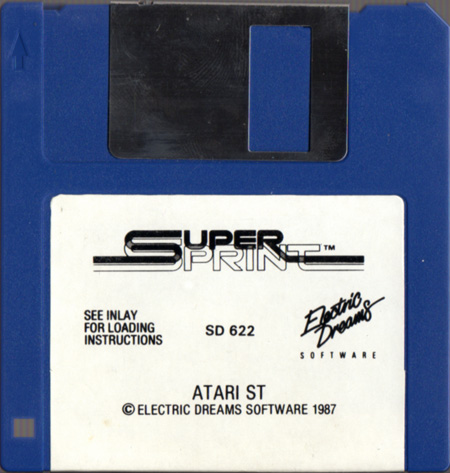 SUPER
SPRINT™
SEE INLAY
FOR LOADING
INSTRUCTIONS
SD 622
Electric
Dreams
SOFTWARE
ATARI ST
© ELECTRIC DREAMS SOFTWARE 1987